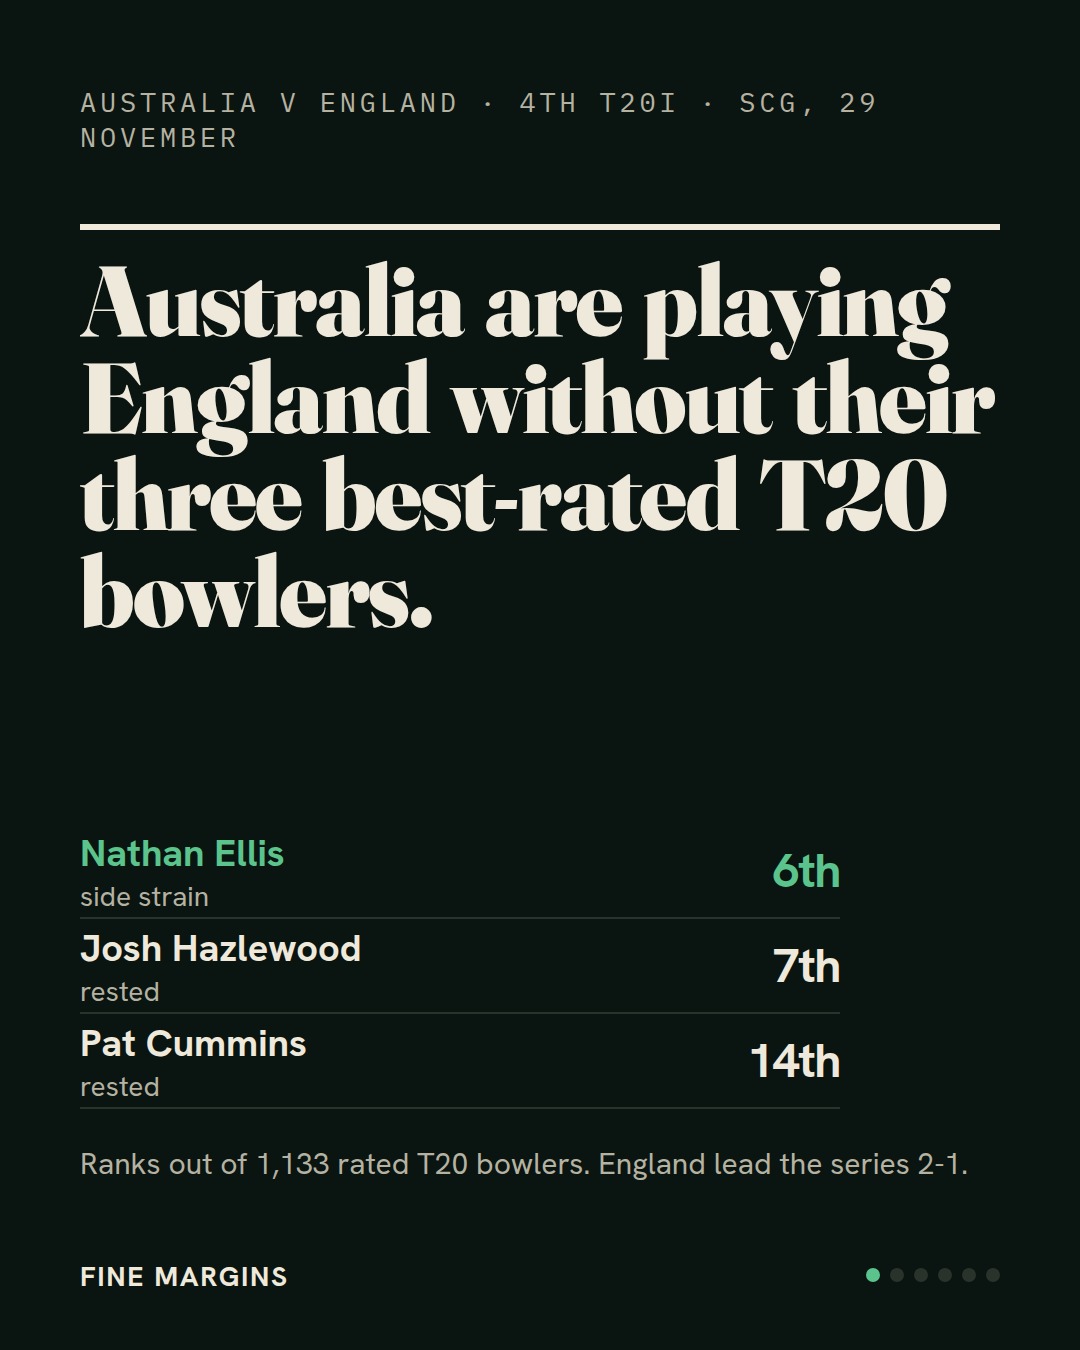 AUSTRALIA V ENGLAND · 4TH T20I · SCG, 29
NOVEMBER
Australia are playing
England without their
three best-rated T20
bowlers.
Nathan Ellis
6th
side strain
Josh Hazlewood
7th
rested
Pat Cummins
14th
rested
Ranks out of 1,133 rated T20 bowlers. England lead the series 2-1.
FINE MARGINS